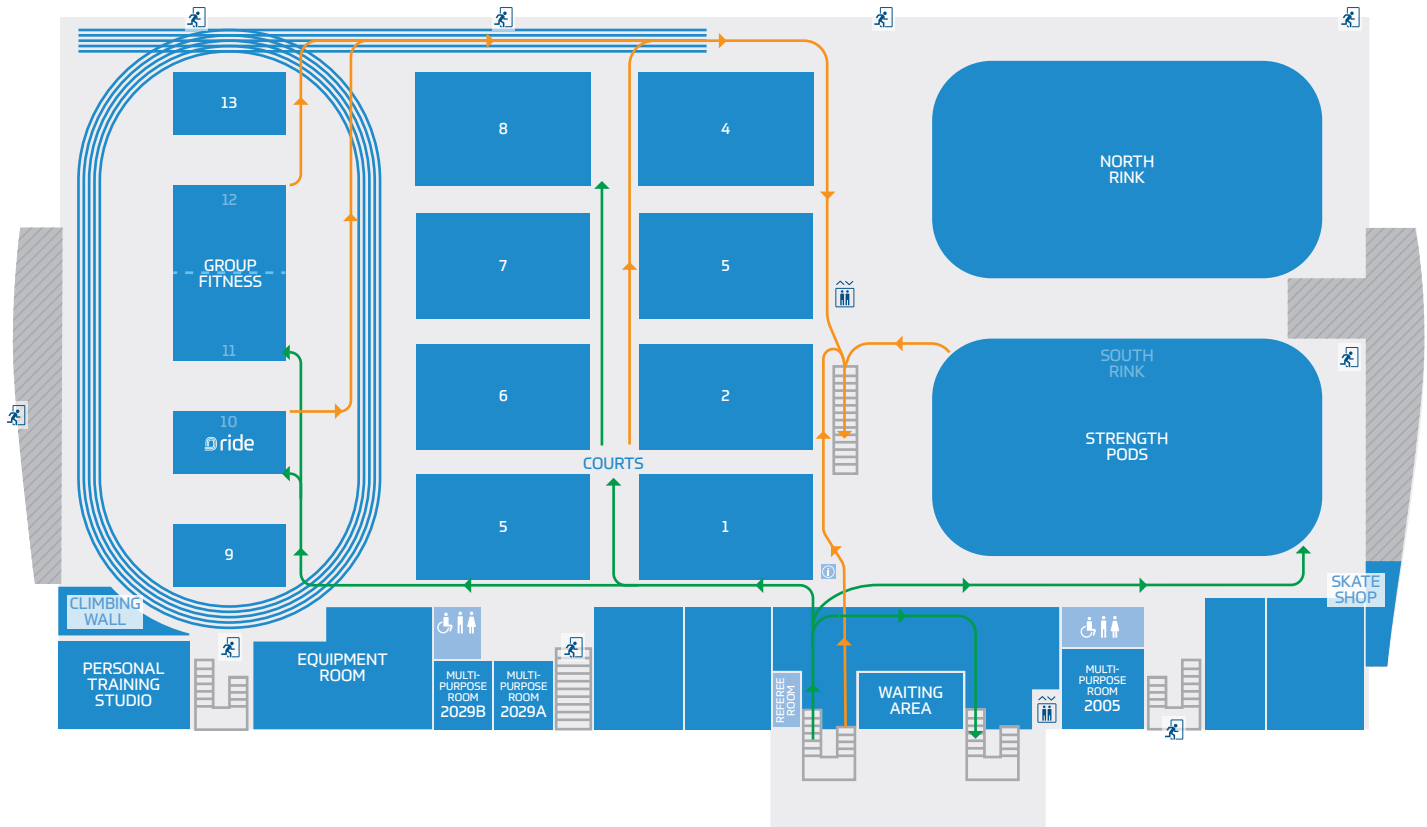 13
8
4
NORTH
RINK
12
GROUP
FITNESS
7
5
11
SOUTH
RINK
10
ride
6
2
STRENGTH
PODS
COURTS
5
1
9
i
CLIMBING
WALL
SKATE
SHOP
PERSONAL
TRAINING
STUDIO
EQUIPMENT
ROOM
MULTI-
PURPOSE
ROOM
2029B
MULTI-
PURPOSE
ROOM
2029A
REFEREE
ROOM
WAITING
AREA
MULTI-
PURPOSE
ROOM
2005